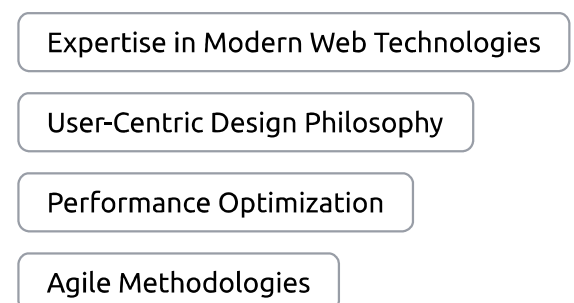 Expertise in Modern Web Technologies
User-Centric Design Philosophy
Performance Optimization
Agile Methodologies